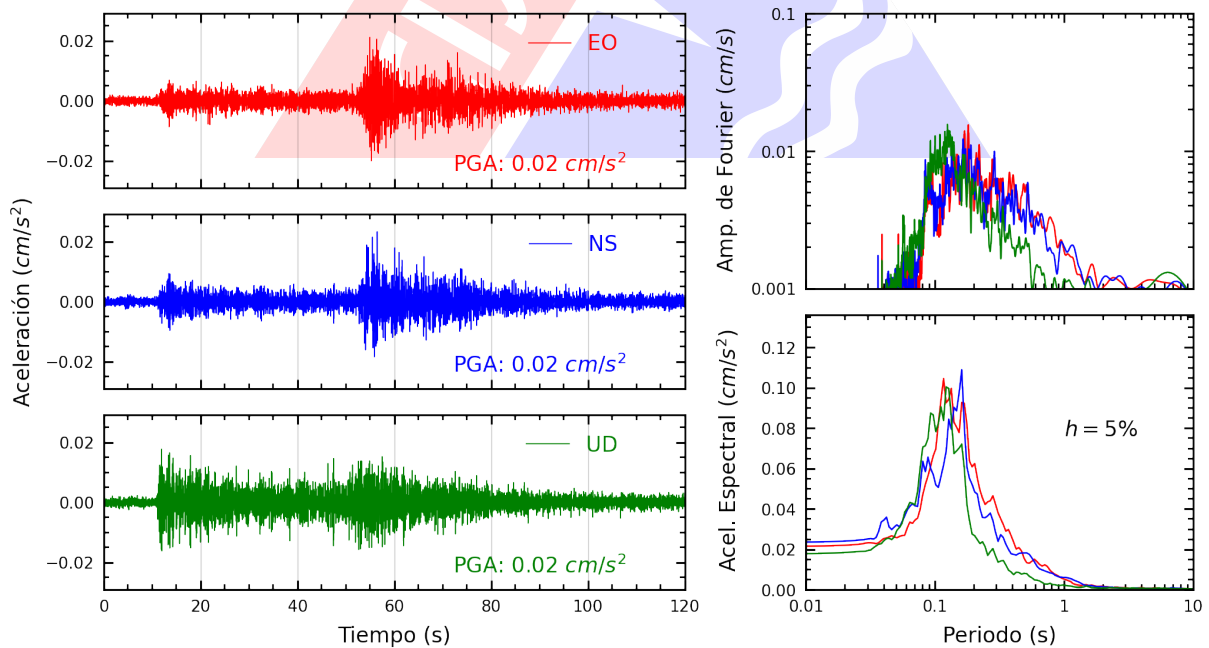 Aceleración (cm/s²)
0.02
0.00
−0.02
EO
PGA: 0.02 cm/s²
0.02
0.00
−0.02
NS
PGA: 0.02 cm/s²
0.02
0.00
−0.02
UD
PGA: 0.02 cm/s²
0 20 40 60 80 100 120
Tiempo (s)
Amp. de Fourier (cm/s)
0.1
0.01
0.001
Acel. Espectral (cm/s²)
0.12
0.10
0.08
0.06
0.04
0.02
0.00
h = 5%
0.01 0.1 1 10
Periodo (s)